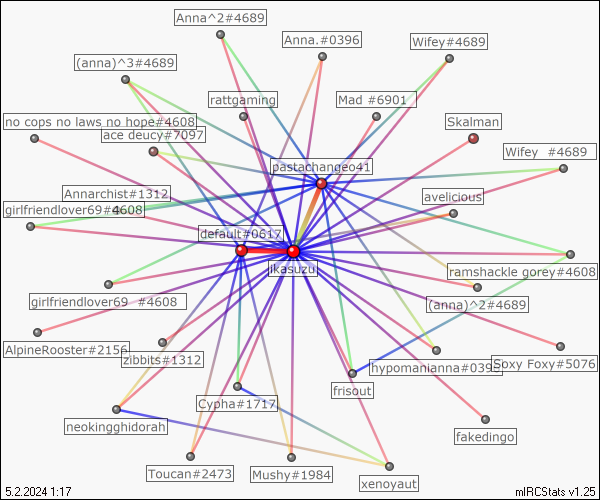 Anna^2#4689
Anna.#0396
Wifey#4689
(anna)^3#4689
rattgaming
Mad #6901
no cops no laws no hope#4608
Skalman
ace deucy#7097
Wifey  #4689
pastachangeo41
Annarchist#1312
avelicious
girlfriendlover69#4608
default#0617
ikasuzu
ramshackle gorey#4608
girlfriendlover69  #4608
(anna)^2#4689
AlpineRooster#2156
zibbits#1312
hypomanianna#039
Soxy Foxy#5076
frisout
Cypha#1717
neokingghidorah
fakedingo
Toucan#2473
Mushy#1984
xenoyaut
5.2.2024 1:17
mIRCStats v1.25